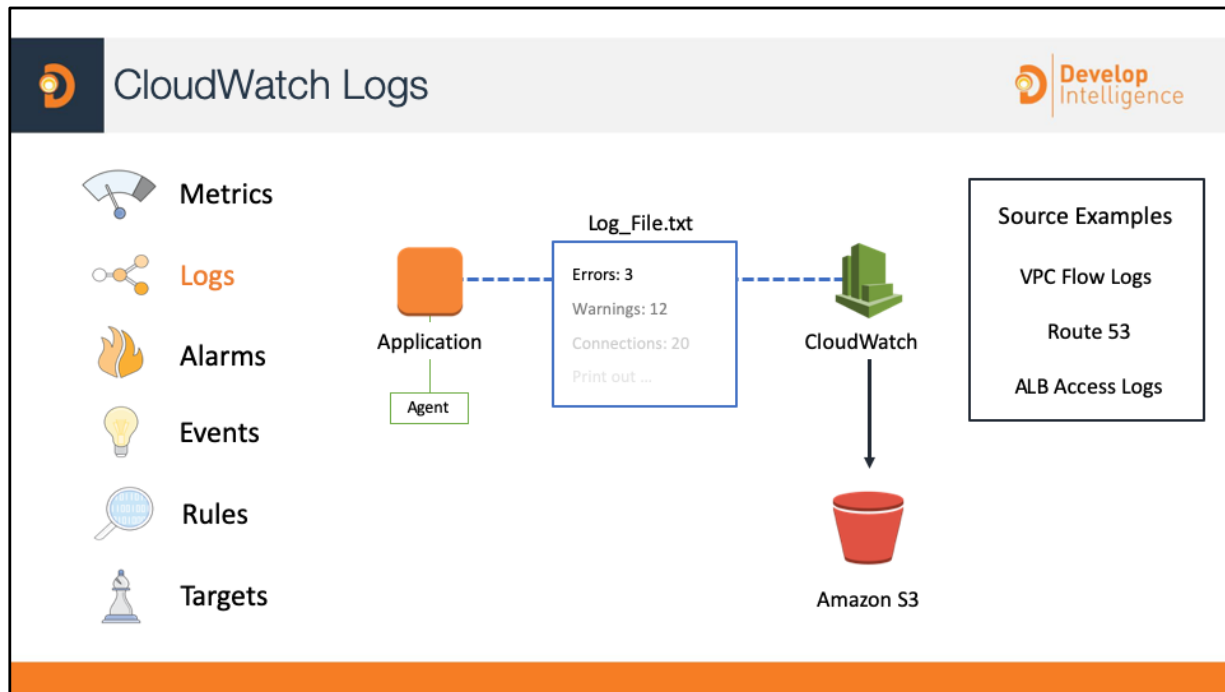 CloudWatch Logs
Develop
Intelligence
Metrics
Logs
Alarms
Events
Rules
Targets
Log_File.txt
Errors: 3
Warnings: 12
Connections: 20
Print out ...
Application
Agent
CloudWatch
Amazon S3
Source Examples
VPC Flow Logs
Route 53
ALB Access Logs